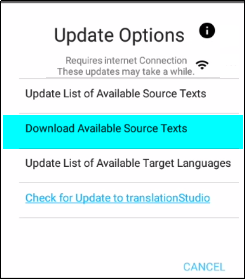 Update Options
Requires internet Connection
These updates may take a while.
Update List of Available Source Texts
Download Available Source Texts
Update List of Available Target Languages
Check for Update to translationStudio
CANCEL